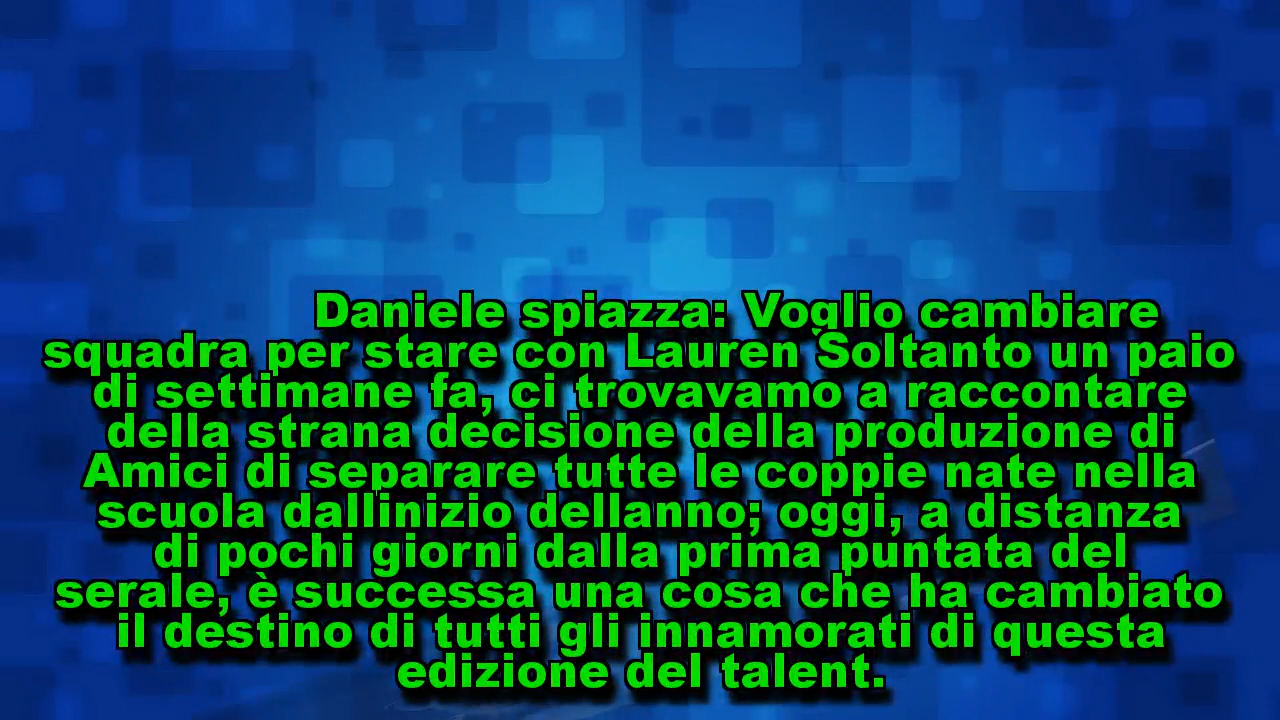 Daniele spiazza: Voglio cambiare
squadra per stare con Lauren Soltanto un paio
di settimane fa, ci trovavamo a raccontare
della strana decisione della produzione di
Amici di separare tutte le coppie nate nella
scuola dallinizio dellanno; oggi, a distanza
di pochi giorni dalla prima puntata del
serale, è successa una cosa che ha cambiato
il destino di tutti gli innamorati di questa
edizione del talent.